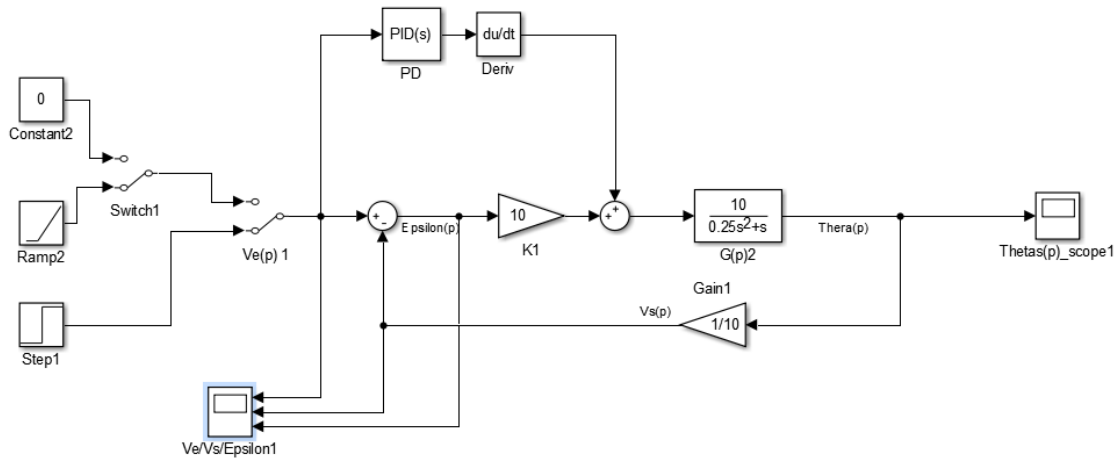 PID(s)
PD
du/dt
Deriv
0
Constant2
Switch1
Ramp2
Ve(p) 1
+
-
Epsilon(p)
10
K1
+
+
10
0.25s²+s
G(p)2
Thera(p)
Thetas(p)_scope1
Gain1
1/10
Vs(p)
Step1
Ve/Vs/Epsilon1